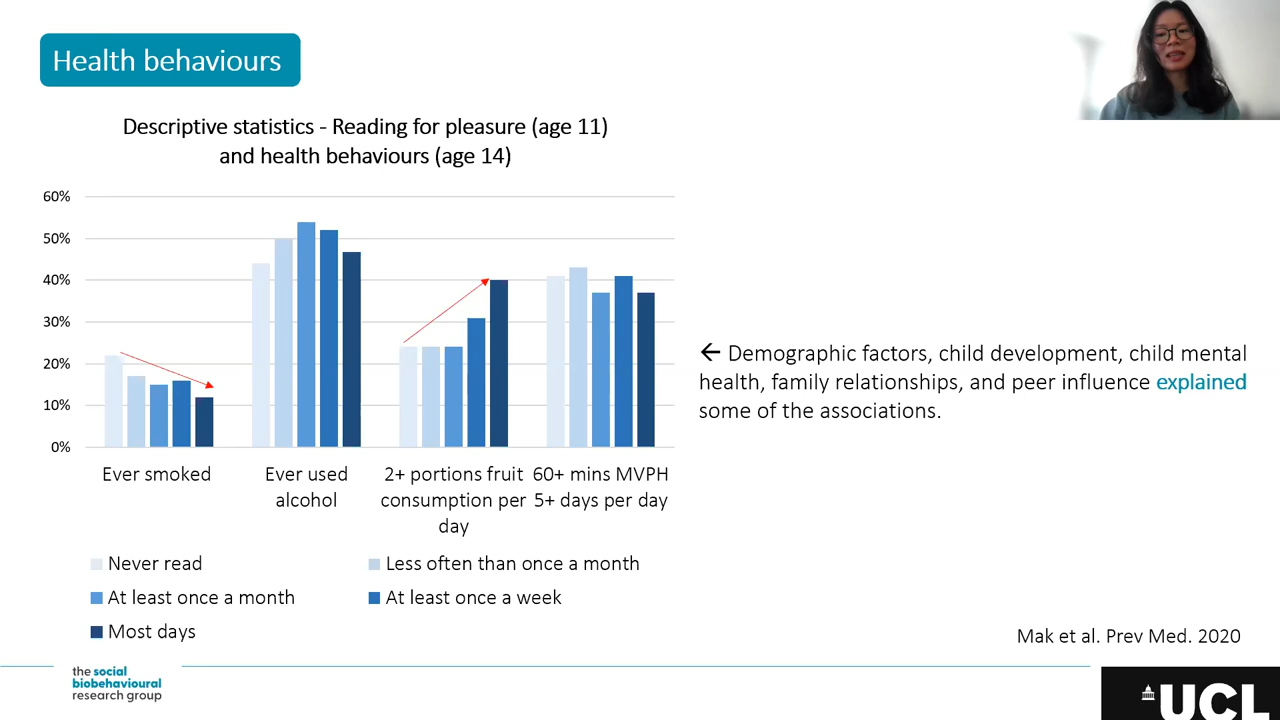 Health behaviours
Descriptive statistics - Reading for pleasure (age 11)
and health behaviours (age 14)
60%
50%
40%
30%
20%
10%
0%
Ever smoked
Ever used
alcohol
2+ portions fruit
consumption per
day
60+ mins MVPH
5+ days per day
Never read
Less often than once a month
At least once a month
At least once a week
Most days
← Demographic factors, child development, child mental
health, family relationships, and peer influence explained
some of the associations.
Mak et al. Prev Med. 2020
the social
biobehavioural
research group
UCL